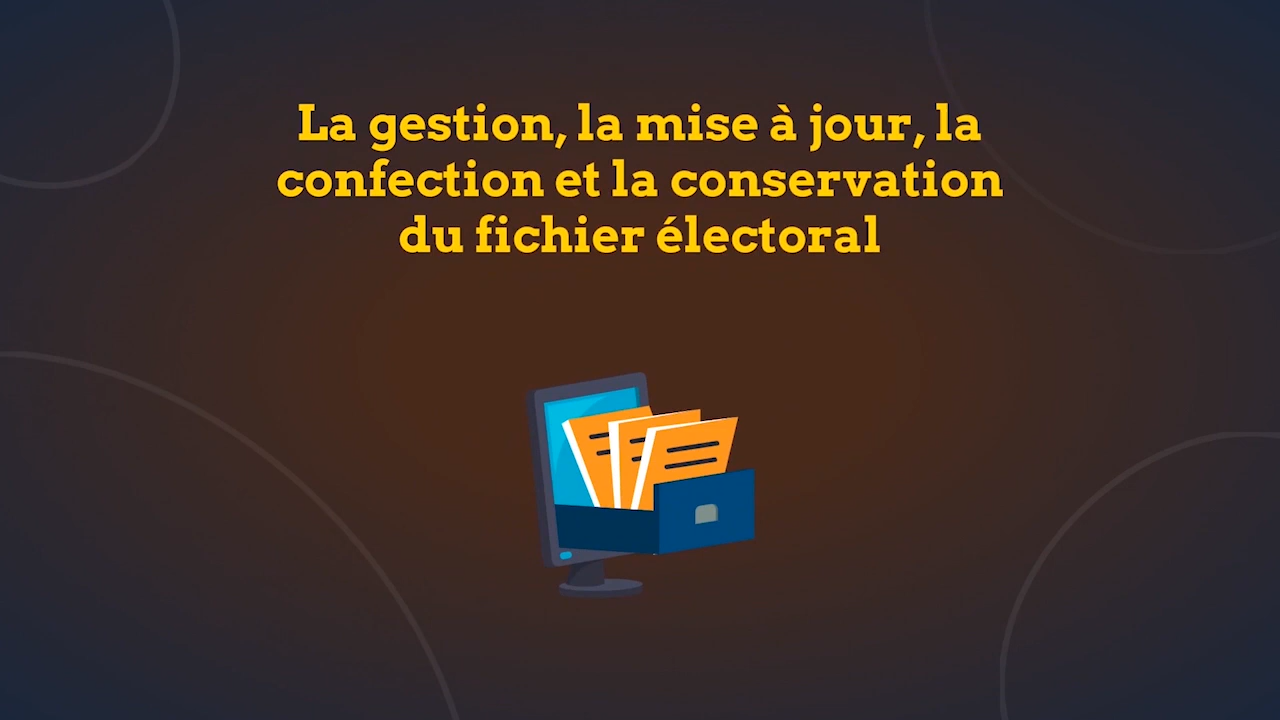 La gestion, la mise à jour, la
confection et la conservation
du fichier électoral